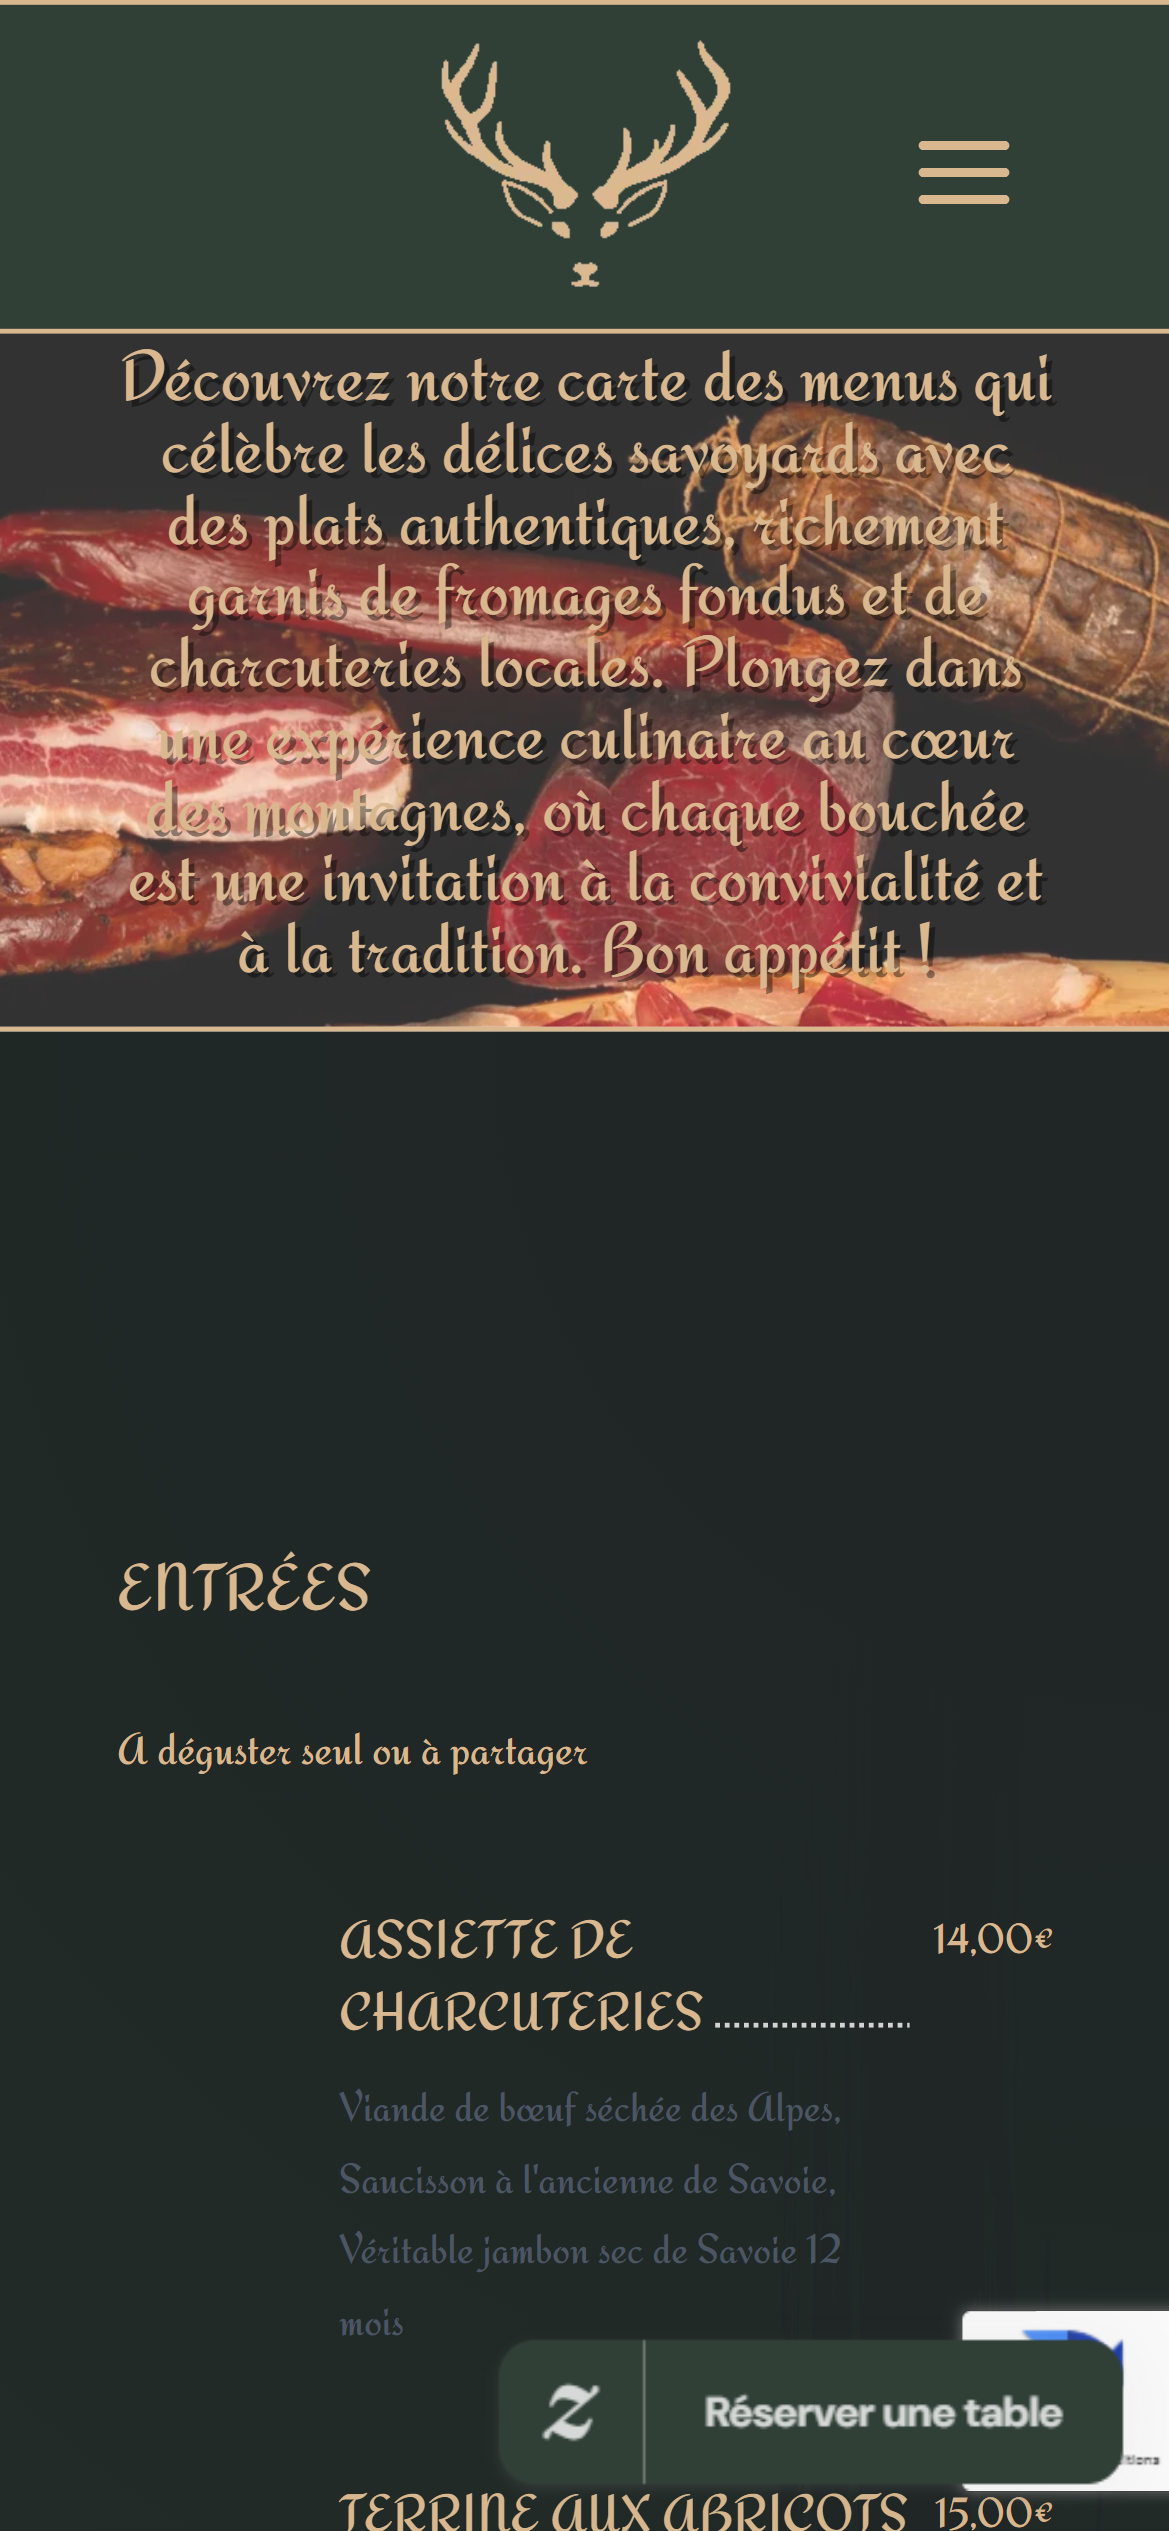 Découvrez notre carte des menus qui
célèbre les délices savoyards avec
des plats authentiques, richement
garnis de fromages fondus et de
charcuteries locales. Plongez dans
une expérience culinaire au cœur
des montagnes, où chaque bouchée
est une invitation à la convivialité et
à la tradition. Bon appétit !
ENTRÉES
A déguster seul ou à partager
ASSIETTE DE
CHARCUTERIES 14,00€
Viande de bœuf séchée des Alpes,
Saucisson à l'ancienne de Savoie,
Véritable jambon sec de Savoie 12
mois
Z Réserver une table
TERRINE AUX ABRICOTS 15,00€